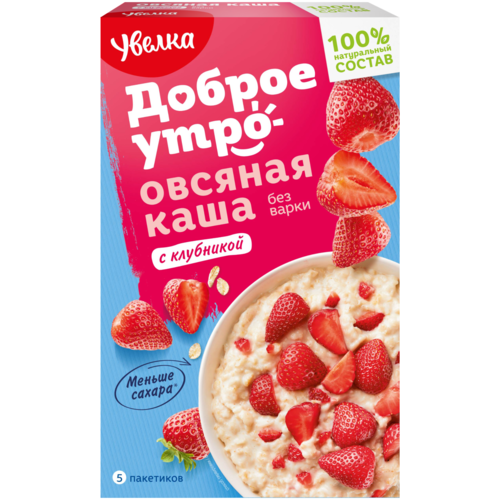 Увелка
100%
натуральный
СОСТАВ
Доброе
утро
овсяная
каша
без
варки
с клубникой
Меньше
сахара*
5 пакетиков